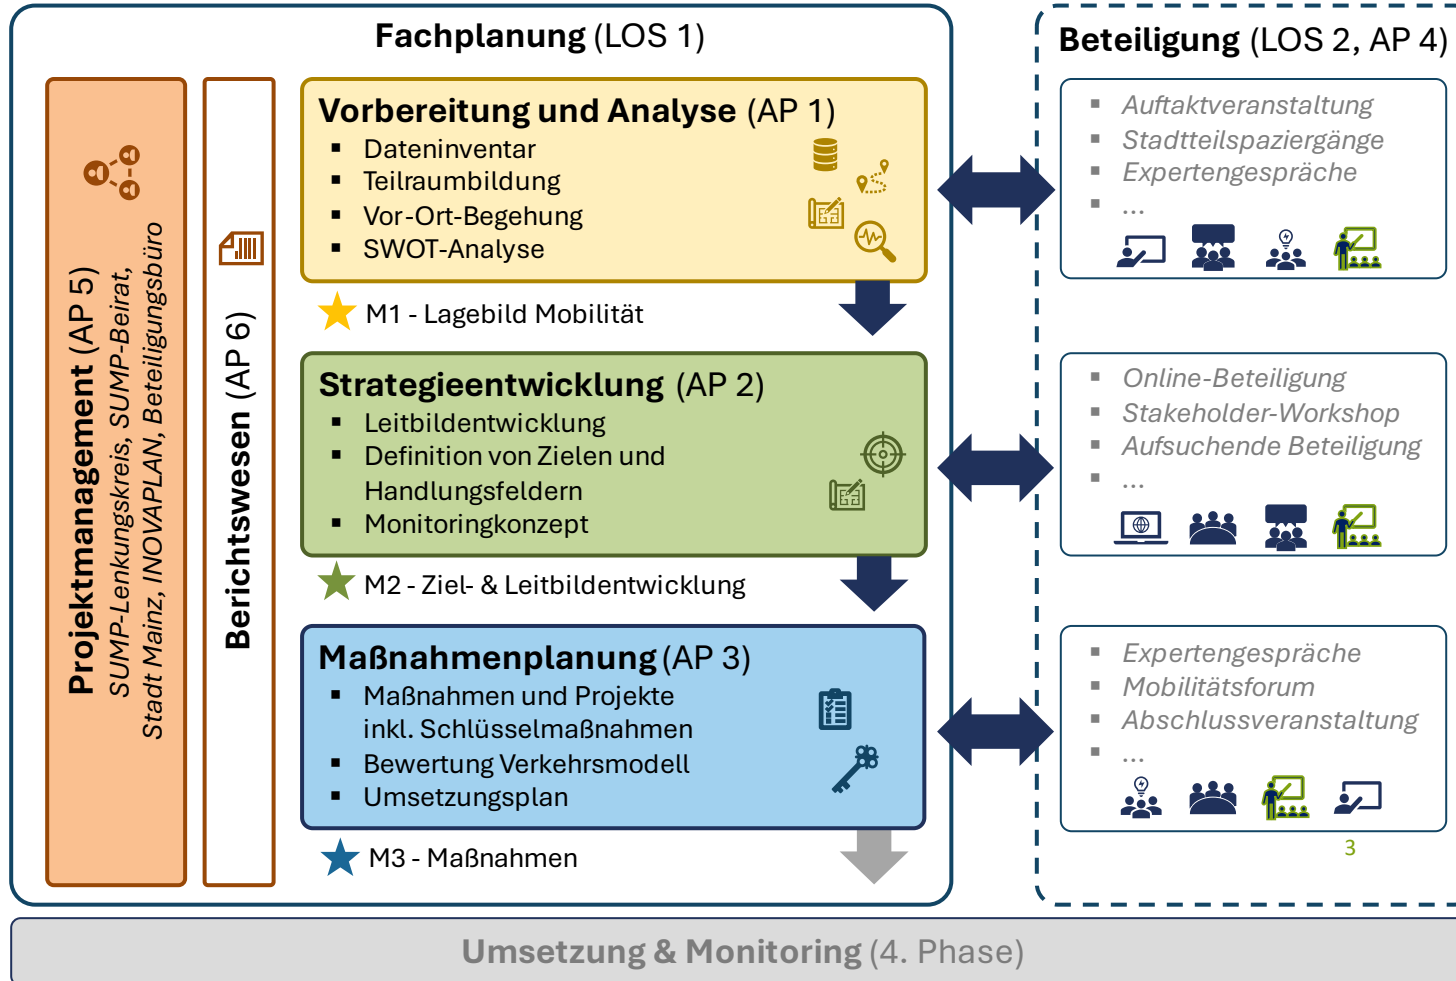 Fachplanung (LOS 1)
Projektmanagement (AP 5)
SUMP-Lenkungskreis, SUMP-Beirat,
Stadt Mainz, INOVAPLAN, Beteiligungsbüro
Berichtswesen (AP 6)
Vorbereitung und Analyse (AP 1)
▪ Dateninventar
▪ Teilraumbildung
▪ Vor-Ort-Begehung
▪ SWOT-Analyse
M1 - Lagebild Mobilität
Strategieentwicklung (AP 2)
▪ Leitbildentwicklung
▪ Definition von Zielen und
Handlungsfeldern
▪ Monitoringkonzept
M2 - Ziel- & Leitbildentwicklung
Maßnahmenplanung (AP 3)
▪ Maßnahmen und Projekte
inkl. Schlüsselmaßnahmen
▪ Bewertung Verkehrsmodell
▪ Umsetzungsplan
M3 - Maßnahmen
Beteiligung (LOS 2, AP 4)
▪ Auftaktveranstaltung
▪ Stadtteilspaziergänge
▪ Expertengespräche
▪ ...
▪ Online-Beteiligung
▪ Stakeholder-Workshop
▪ Aufsuchende Beteiligung
▪ ...
▪ Expertengespräche
▪ Mobilitätsforum
▪ Abschlussveranstaltung
▪ ...
3
Umsetzung & Monitoring (4. Phase)